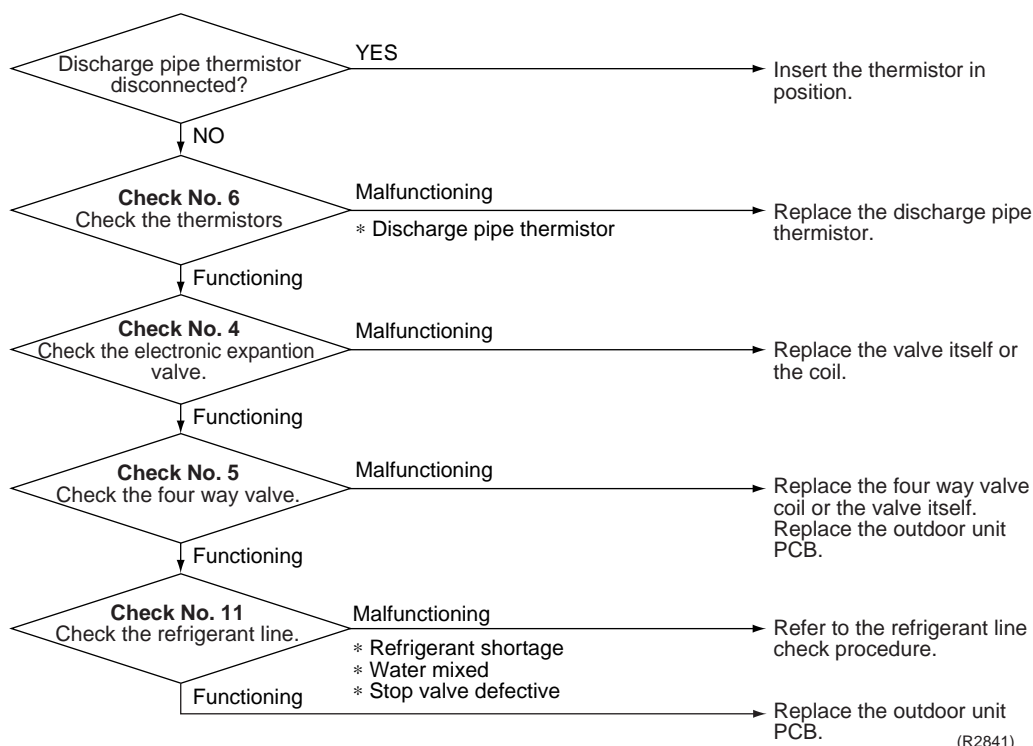 Discharge pipe thermistor
disconnected?
YES
Insert the thermistor in
position.
NO
Check No. 6
Check the thermistors
Malfunctioning
* Discharge pipe thermistor
Replace the discharge pipe
thermistor.
Functioning
Check No. 4
Check the electronic expantion
valve.
Malfunctioning
Replace the valve itself or
the coil.
Functioning
Check No. 5
Check the four way valve.
Malfunctioning
Replace the four way valve
coil or the valve itself.
Replace the outdoor unit
PCB.
Functioning
Check No. 11
Check the refrigerant line.
Malfunctioning
* Refrigerant shortage
* Water mixed
* Stop valve defective
Refer to the refrigerant line
check procedure.
Functioning
Replace the outdoor unit
PCB.
(R2841)